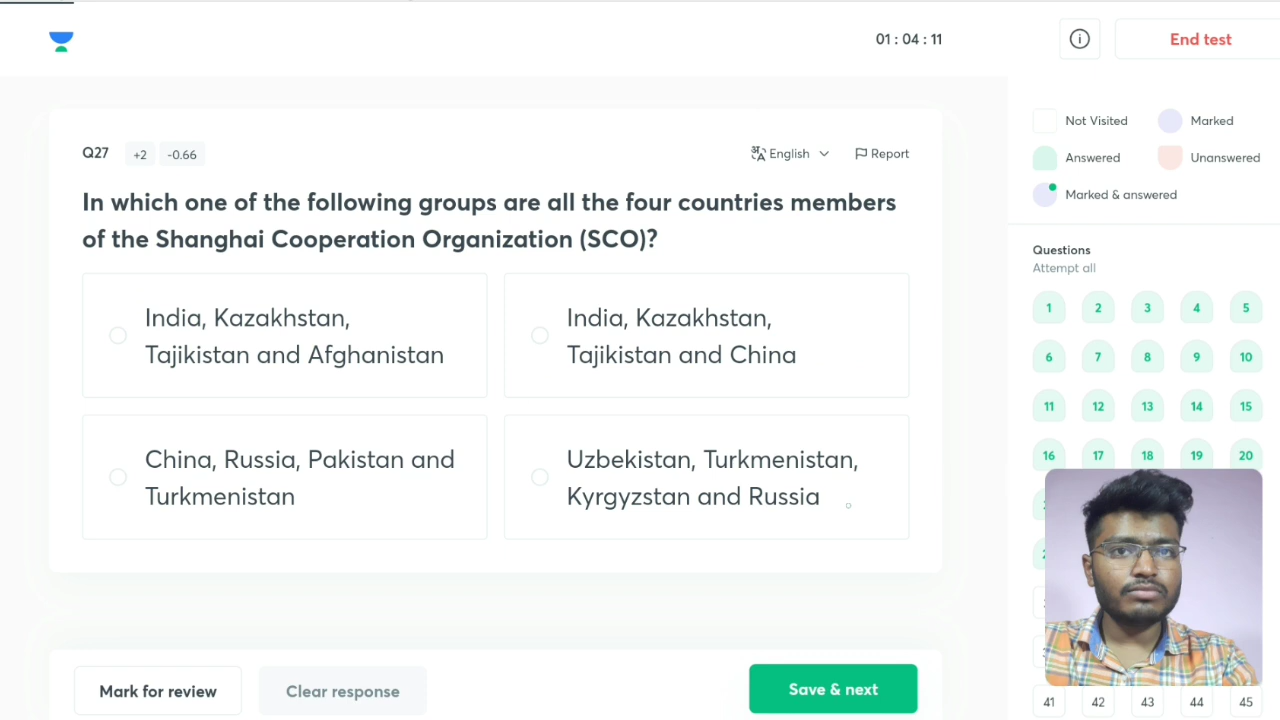 01 : 04 : 11
End test
Not Visited
Marked
Answered
Unanswered
Marked & answered
Q27 +2 -0.66
English
Report
In which one of the following groups are all the four countries members
of the Shanghai Cooperation Organization (SCO)?
India, Kazakhstan,
Tajikistan and Afghanistan
India, Kazakhstan,
Tajikistan and China
China, Russia, Pakistan and
Turkmenistan
Uzbekistan, Turkmenistan,
Kyrgyzstan and Russia
Mark for review
Clear response
Save & next
Questions
Attempt all
1 2 3 4 5
6 7 8 9 10
11 12 13 14 15
16 17 18 19 20
41 42 43 44 45